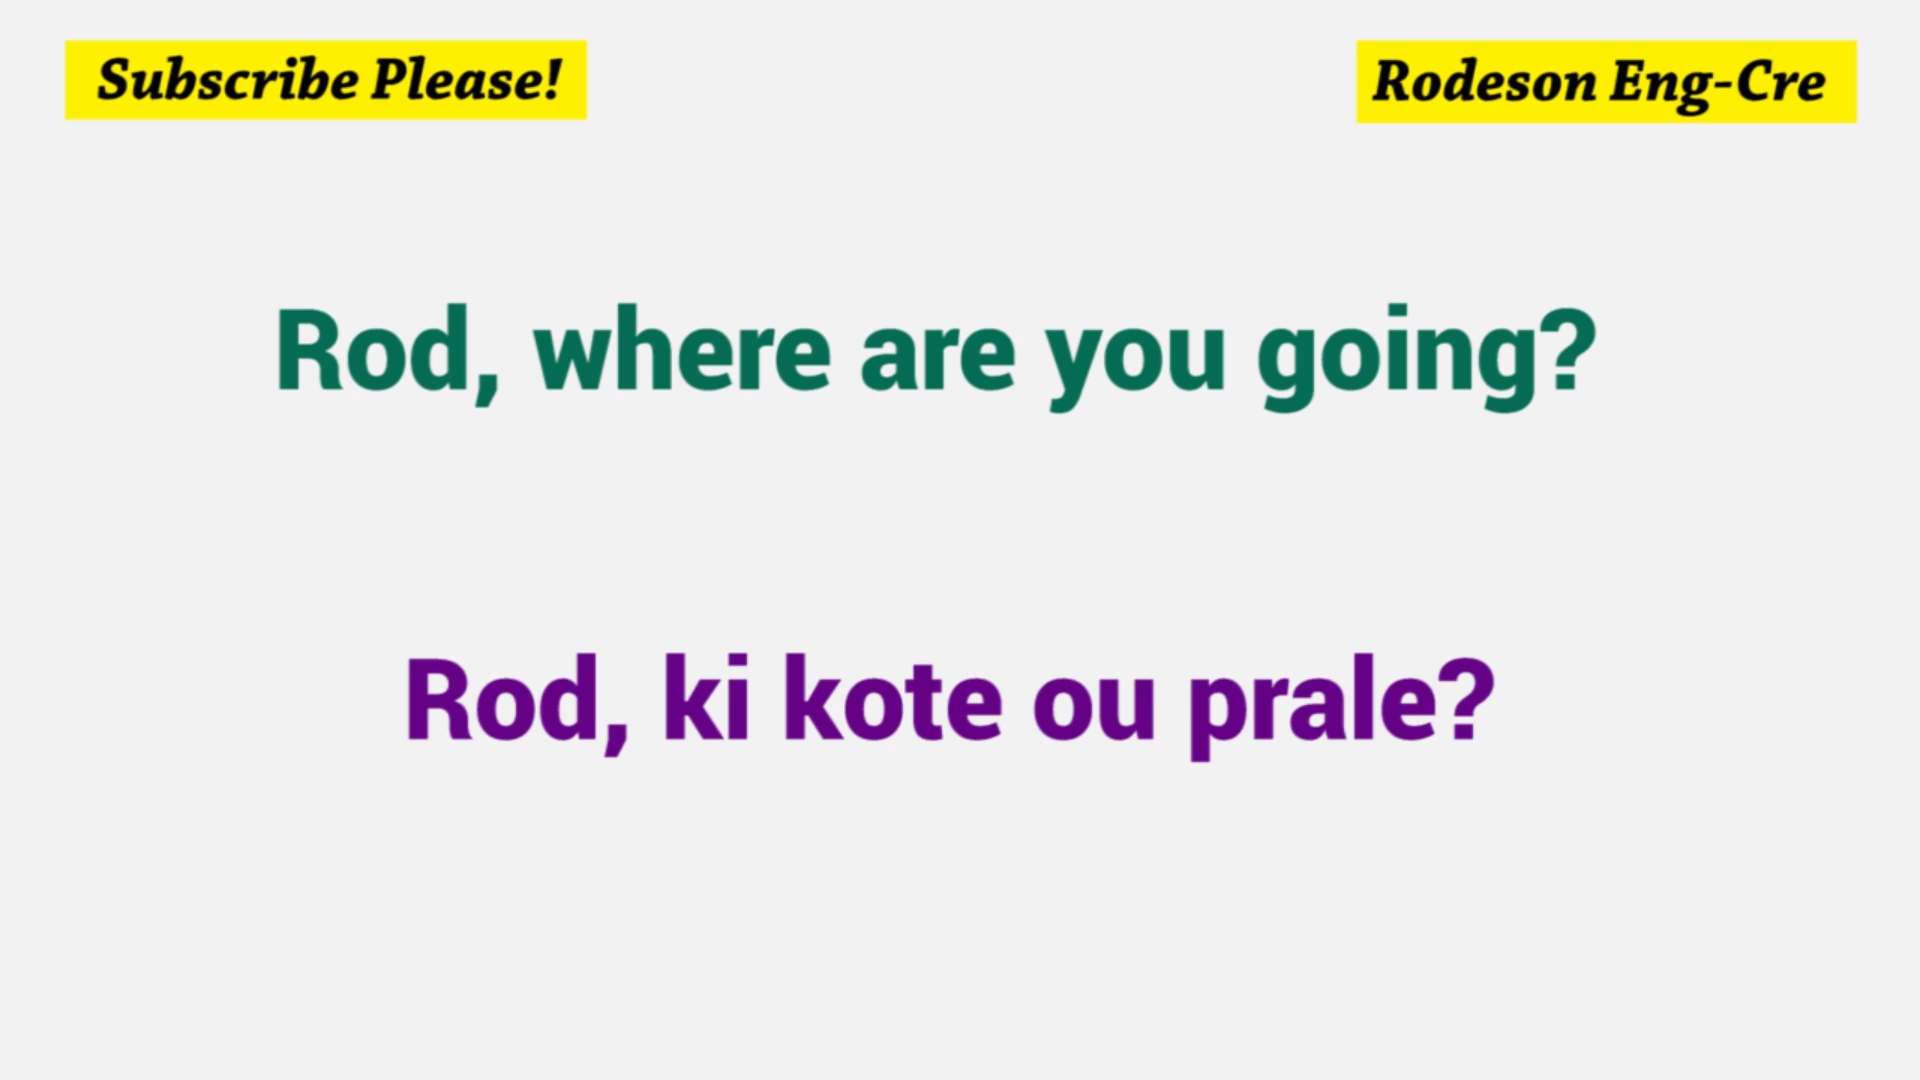 Subscribe Please!
Rodeson Eng-Cre
Rod, where are you going?
Rod, ki kote ou prale?